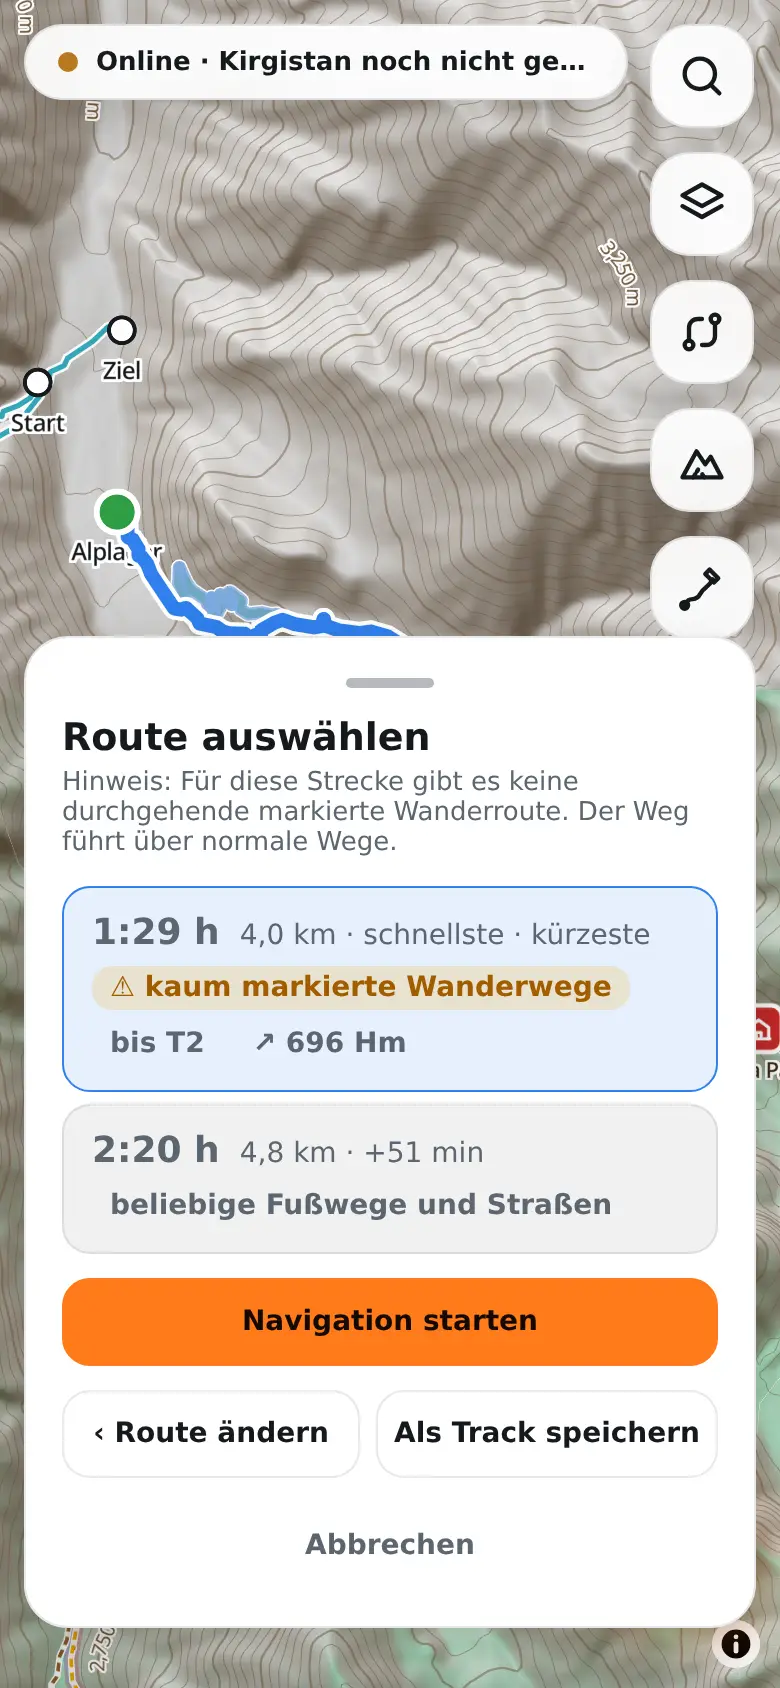 0 m
Online · Kirgistan noch nicht ge...
m
3,250 m
Ziel
Start
Route auswählen
Hinweis: Für diese Strecke gibt es keine
durchgehende markierte Wanderroute. Der Weg
führt über normale Wege.
1:29 h 4,0 km · schnellste · kürzeste
⚠ kaum markierte Wanderwege
bis T2 ↗ 696 Hm
2:20 h 4,8 km · +51 min
beliebige Fußwege und Straßen
Navigation starten
‹ Route ändern
Als Track speichern
Abbrechen
2,750